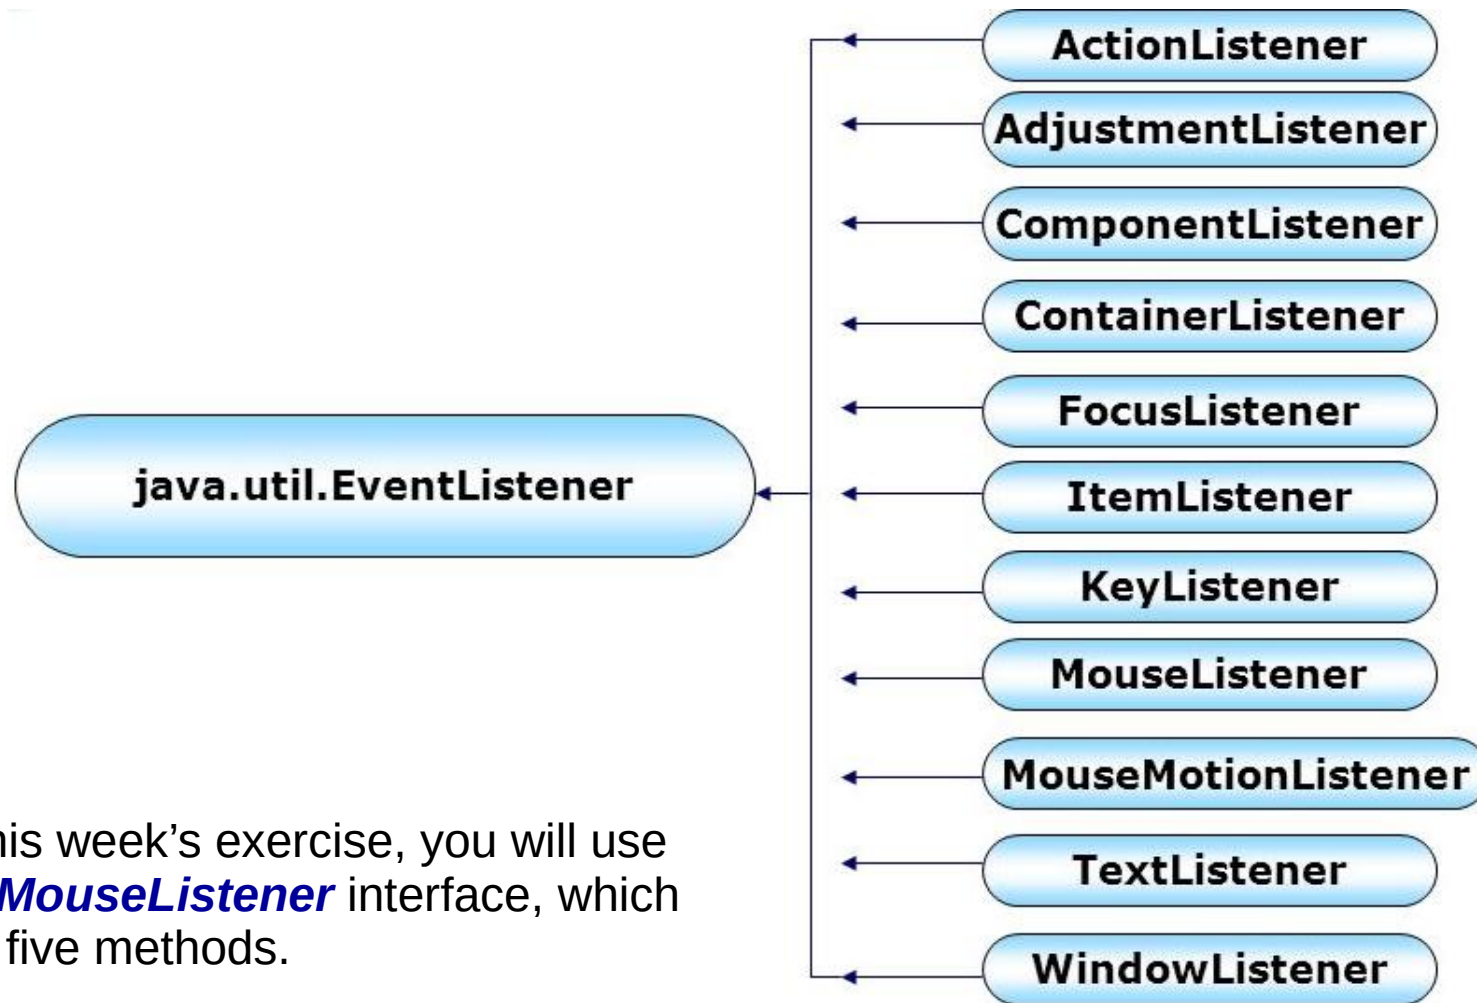 ActionListener
AdjustmentListener
ComponentListener
ContainerListener
FocusListener
java.util.EventListener
ItemListener
KeyListener
MouseListener
MouseMotionListener
TextListener
WindowListener
his week’s exercise, you will use
MouseListener interface, which
five methods.